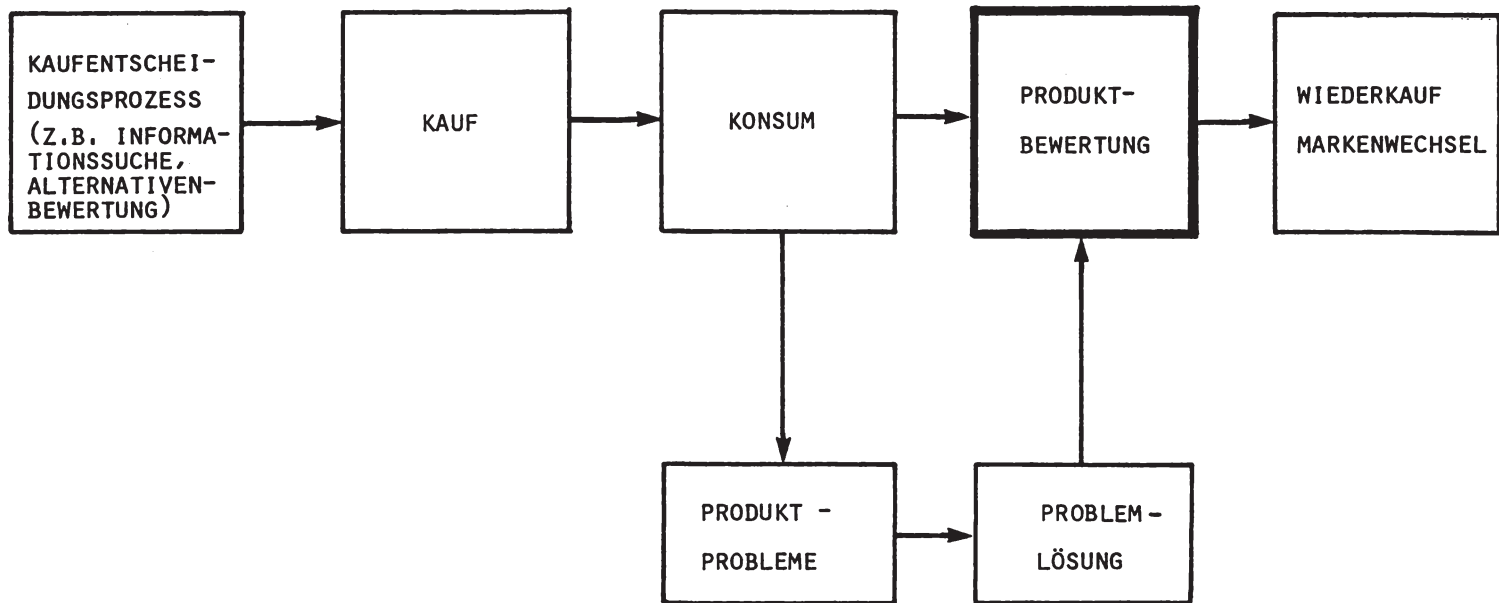 KAUFENTSCHEI-
DUNGSPROZESS
(Z.B. INFORMA-
TIONSSUCHE,
ALTERNATIVEN-
BEWERTUNG)
KAUF
KONSUM
PRODUKT-
BEWERTUNG
WIEDERKAUF
MARKENWECHSEL
PRODUKT -
PROBLEME
PROBLEM -
LÖSUNG